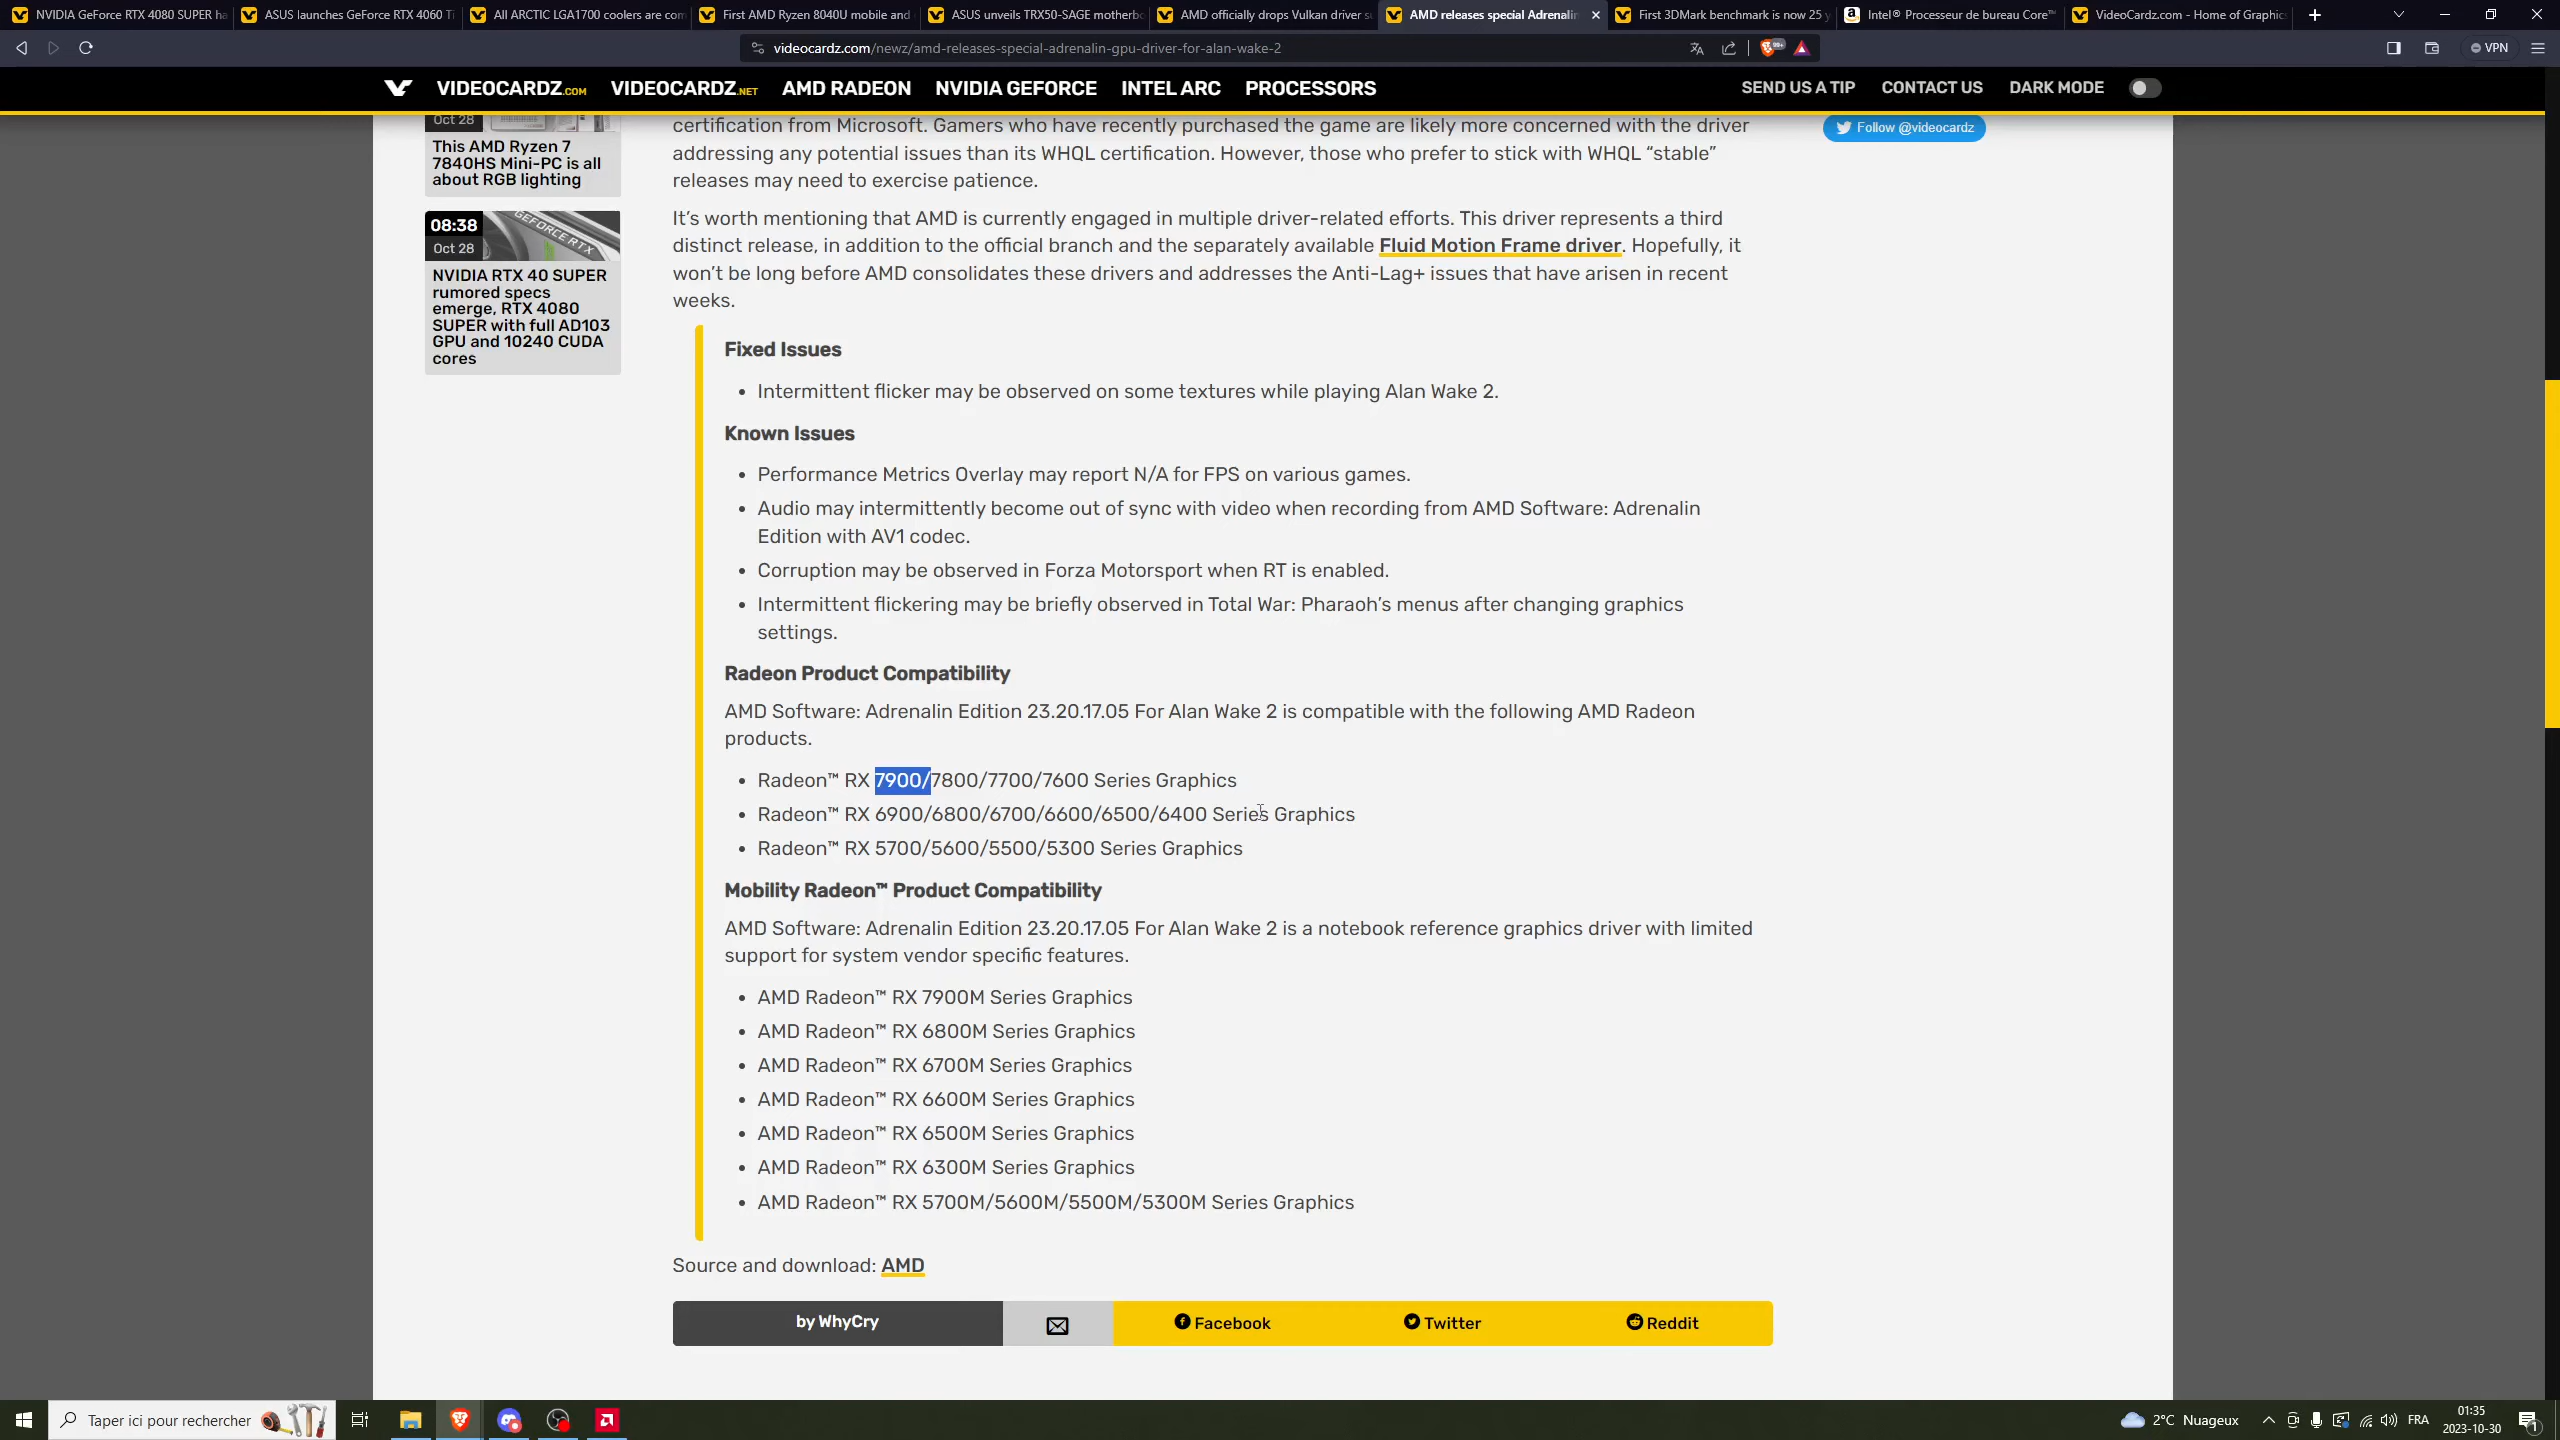 NVIDIA GeForce RTX 4080 SUPER ha
ASUS launches GeForce RTX 4060 Ti
All ARCTIC LGA1700 coolers are com
First AMD Ryzen 8040U mobile and
ASUS unveils TRX50-SAGE motherbo
AMD officially drops Vulkan driver su
AMD releases special Adrenalin
First 3DMark benchmark is now 25 y
Intel® Processeur de bureau Core™
VideoCardz.com - Home of Graphic
videocardz.com/newz/amd-releases-special-adrenalin-gpu-driver-for-alan-wake-2
99+
VPN
VIDEOCARDZ.COM
VIDEOCARDZ.NET
AMD RADEON
NVIDIA GEFORCE
INTEL ARC
PROCESSORS
SEND US A TIP
CONTACT US
DARK MODE
Oct 28
This AMD Ryzen 7
7840HS Mini-PC is all
about RGB lighting
08:38
Oct 28
GEFORCE RTX
NVIDIA RTX 40 SUPER
rumored specs
emerge, RTX 4080
SUPER with full AD103
GPU and 10240 CUDA
cores
certification from Microsoft. Gamers who have recently purchased the game are likely more concerned with the driver
addressing any potential issues than its WHQL certification. However, those who prefer to stick with WHQL “stable”
releases may need to exercise patience.
It’s worth mentioning that AMD is currently engaged in multiple driver-related efforts. This driver represents a third
distinct release, in addition to the official branch and the separately available Fluid Motion Frame driver. Hopefully, it
won’t be long before AMD consolidates these drivers and addresses the Anti-Lag+ issues that have arisen in recent
weeks.
Fixed Issues
• Intermittent flicker may be observed on some textures while playing Alan Wake 2.
Known Issues
• Performance Metrics Overlay may report N/A for FPS on various games.
• Audio may intermittently become out of sync with video when recording from AMD Software: Adrenalin
Edition with AV1 codec.
• Corruption may be observed in Forza Motorsport when RT is enabled.
• Intermittent flickering may be briefly observed in Total War: Pharaoh’s menus after changing graphics
settings.
Radeon Product Compatibility
AMD Software: Adrenalin Edition 23.20.17.05 For Alan Wake 2 is compatible with the following AMD Radeon
products.
• Radeon™ RX 7900/7800/7700/7600 Series Graphics
• Radeon™ RX 6900/6800/6700/6600/6500/6400 Series Graphics
• Radeon™ RX 5700/5600/5500/5300 Series Graphics
Mobility Radeon™ Product Compatibility
AMD Software: Adrenalin Edition 23.20.17.05 For Alan Wake 2 is a notebook reference graphics driver with limited
support for system vendor specific features.
• AMD Radeon™ RX 7900M Series Graphics
• AMD Radeon™ RX 6800M Series Graphics
• AMD Radeon™ RX 6700M Series Graphics
• AMD Radeon™ RX 6600M Series Graphics
• AMD Radeon™ RX 6500M Series Graphics
• AMD Radeon™ RX 6300M Series Graphics
• AMD Radeon™ RX 5700M/5600M/5500M/5300M Series Graphics
Source and download: AMD
by WhyCry
Facebook
Twitter
Reddit
Follow @videocardz
Taper ici pour rechercher
2°C Nuageux
FRA
01:35
2023-10-30
1